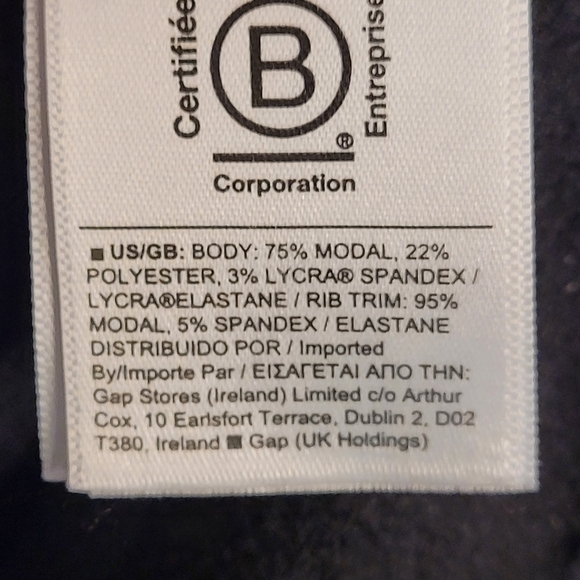 Certifiée
B
®
Entreprise
Corporation
■ US/GB: BODY: 75% MODAL, 22%
POLYESTER, 3% LYCRA® SPANDEX /
LYCRA®ELASTANE / RIB TRIM: 95%
MODAL, 5% SPANDEX / ELASTANE
DISTRIBUIDO POR / Imported
By/Importe Par / ΕΙΣΑΓΕΤΑΙ ΑΠΟ ΤΗΝ:
Gap Stores (Ireland) Limited c/o Arthur
Cox, 10 Earlsfort Terrace, Dublin 2, D02
T380, Ireland ■ Gap (UK Holdings)